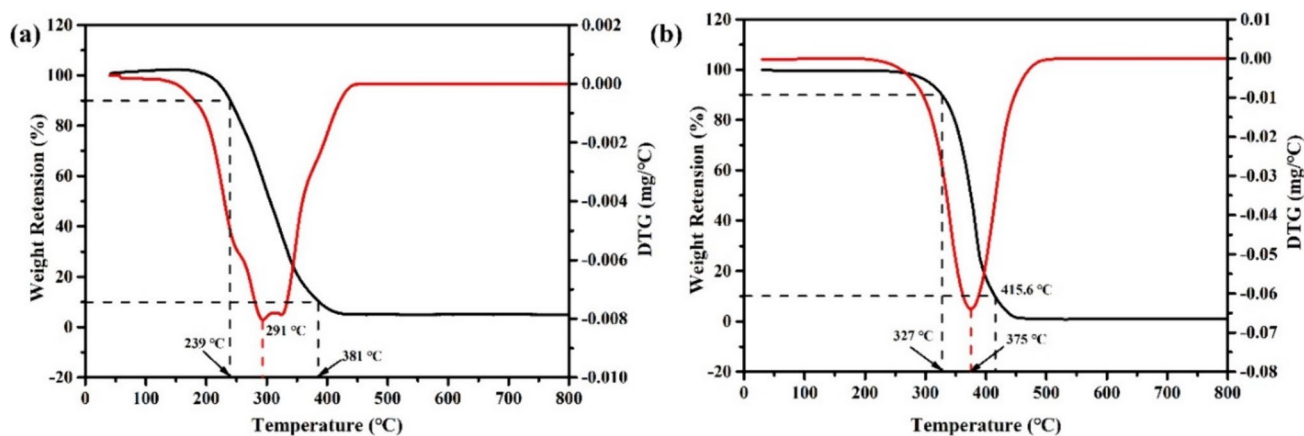 (a)
120
100
80
60
40
20
0
-20
Weight Retension (%)
0.002
0.000
-0.002
-0.004
-0.006
-0.008
-0.010
DTG (mg/°C)
239 °C
291 °C
381 °C
0 100 200 300 400 500 600 700 800
Temperature (°C)
(b)
120
100
80
60
40
20
0
-20
Weight Retension (%)
0.01
0.00
-0.01
-0.02
-0.03
-0.04
-0.05
-0.06
-0.07
-0.08
DTG (mg/°C)
415.6 °C
327 °C
375 °C
0 100 200 300 400 500 600 700 800
Temperature (°C)